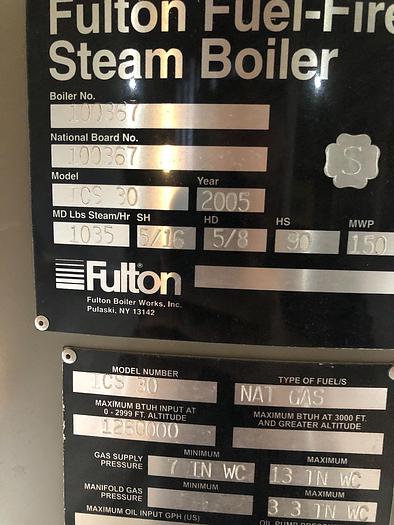 Fulton Fuel-Fire
Steam Boiler
Boiler No.
100367
National Board No.
100367
S
Model Year
ICS 30 2005
MD Lbs Steam/Hr SH HD HS MWP
1035 5/16 5/8 90 150
Fulton
Fulton Boiler Works, Inc.
Pulaski, NY 13142
MODEL NUMBER TYPE OF FUEL/S
ICS 30 NAT GAS
MAXIMUM BTUH INPUT AT
0 - 2999 FT. ALTITUDE
MAXIMUM BTUH AT 3000 FT.
AND GREATER ALTITUDE
1260000
GAS SUPPLY
PRESSURE
MINIMUM MAXIMUM
7 IN WC 13 IN WC
MANIFOLD GAS
PRESSURE
MINIMUM MAXIMUM
3.3 IN WC
MAXIMUM OIL INPUT GPH (US)